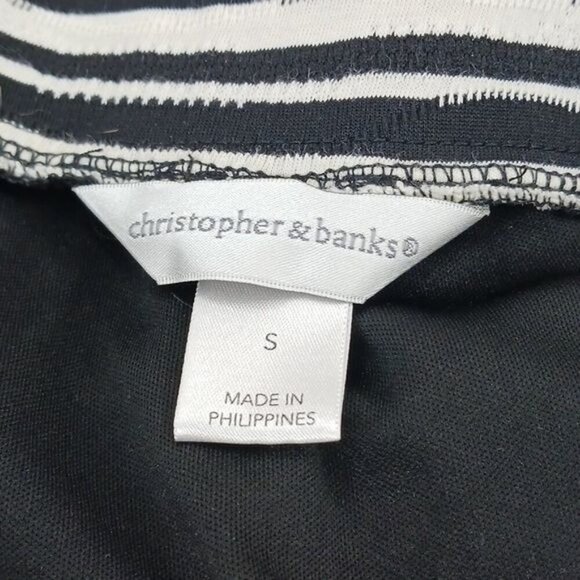 christopher & banks®
S
MADE IN
PHILIPPINES